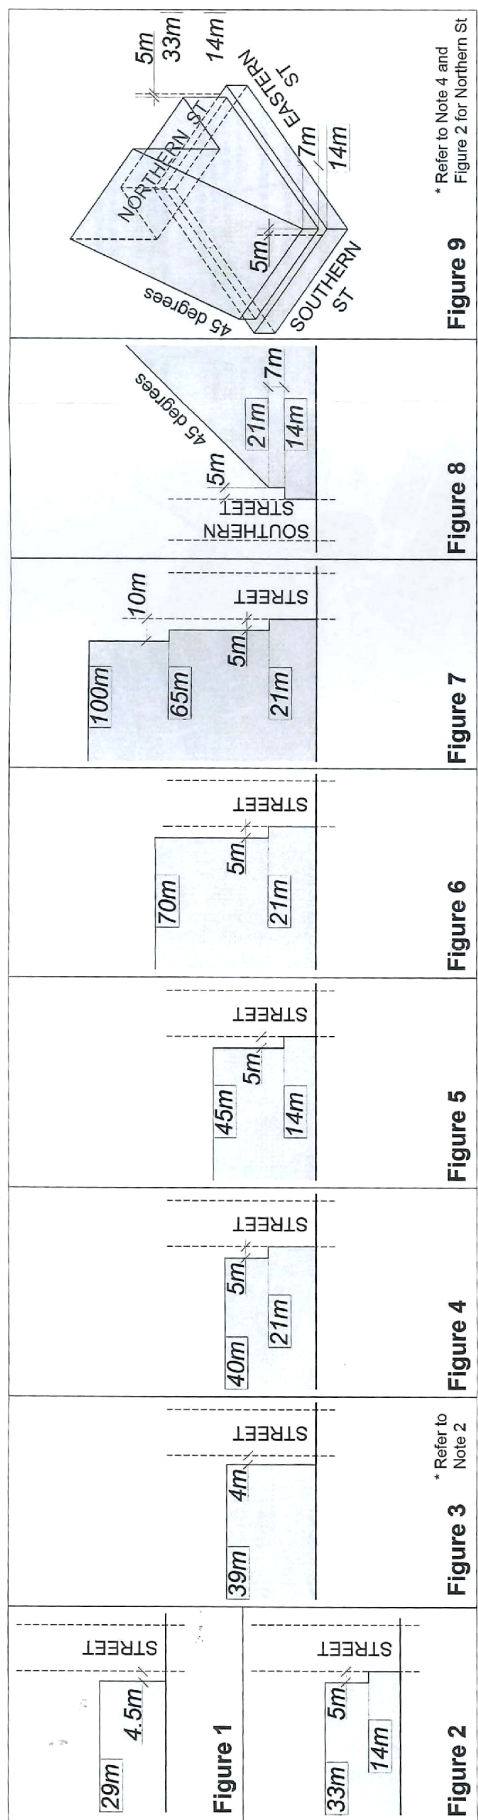 29m
4.5m
STREET
Figure 1
33m
5m
14m
STREET
Figure 2
39m
4m
STREET
Figure 3
* Refer to
Note 2
40m
5m
21m
STREET
Figure 4
45m
5m
14m
STREET
Figure 5
70m
5m
21m
STREET
Figure 6
100m
10m
65m
5m
21m
STREET
Figure 7
45 degrees
5m
21m
7m
14m
SOUTHERN
STREET
Figure 8
5m
33m
14m
NORTHERN ST
45 degrees
EASTERN
ST
7m
14m
5m
SOUTHERN
ST
Figure 9
* Refer to Note 4 and
Figure 2 for Northern St